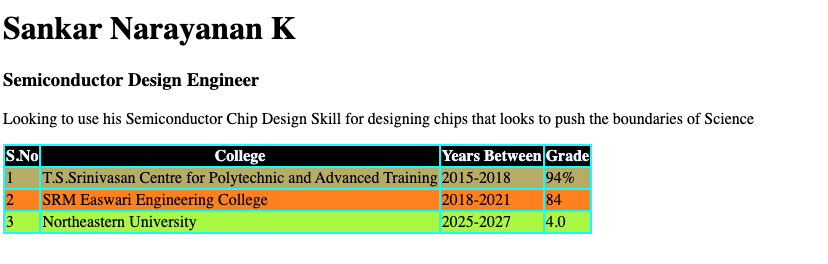 Sankar Narayanan K
Semiconductor Design Engineer
Looking to use his Semiconductor Chip Design Skill for designing chips that looks to push the boundaries of Science
S.No College Years Between Grade
1 T.S.Srinivasan Centre for Polytechnic and Advanced Training 2015-2018 94%
2 SRM Easwari Engineering College 2018-2021 84
3 Northeastern University 2025-2027 4.0